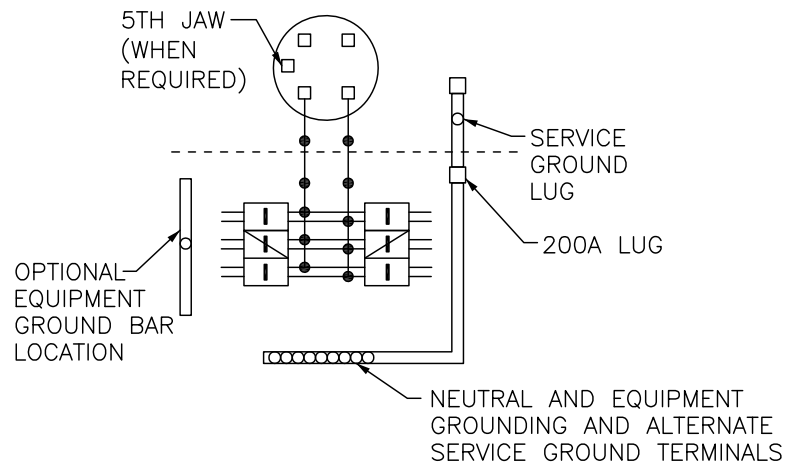 5TH JAW
(WHEN
REQUIRED)
SERVICE
GROUND
LUG
200A LUG
OPTIONAL
EQUIPMENT
GROUND BAR
LOCATION
NEUTRAL AND EQUIPMENT
GROUNDING AND ALTERNATE
SERVICE GROUND TERMINALS